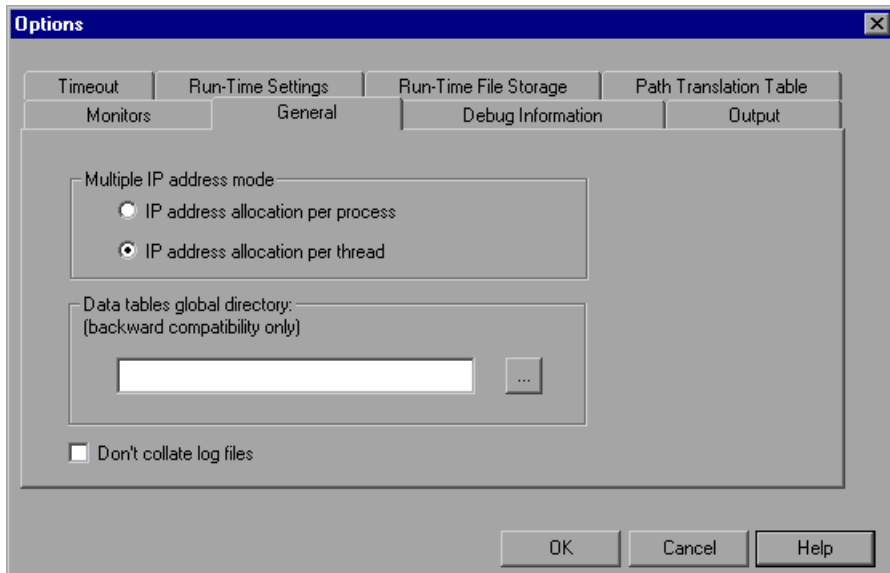 Options
Timeout
Run-Time Settings
Run-Time File Storage
Path Translation Table
Monitors
General
Debug Information
Output
Multiple IP address mode
IP address allocation per process
IP address allocation per thread
Data tables global directory:
(backward compatibility only)
...
Don't collate log files
OK
Cancel
Help